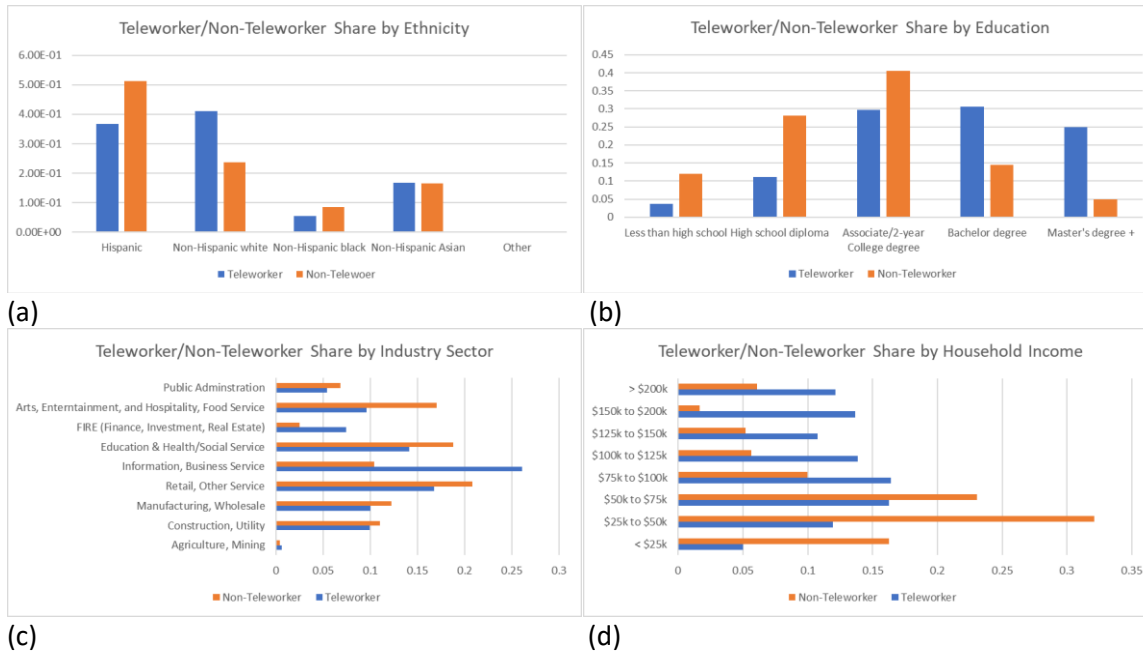 Teleworker/Non-Teleworker Share by Ethnicity
6.00E-01
5.00E-01
4.00E-01
3.00E-01
2.00E-01
1.00E-01
0.00E+00
Hispanic Non-Hispanic white Non-Hispanic black Non-Hispanic Asian Other
Teleworker Non-Telewoer
(a)
Teleworker/Non-Teleworker Share by Education
0.45
0.4
0.35
0.3
0.25
0.2
0.15
0.1
0.05
0
Less than high school High school diploma Associate/2-year Bachelor degree Master's degree +
College degree
Teleworker Non-Teleworker
(b)
Teleworker/Non-Teleworker Share by Industry Sector
Public Adminstration
Arts, Enterntainment, and Hospitality, Food Service
FIRE (Finance, Investment, Real Estate)
Education & Health/Social Service
Information, Business Service
Retail, Other Service
Manufacturing, Wholesale
Construction, Utility
Agriculture, Mining
0 0.05 0.1 0.15 0.2 0.25 0.3
Non-Teleworker Teleworker
(c)
Teleworker/Non-Teleworker Share by Household Income
> $200k
$150k to $200k
$125k to $150k
$100k to $125k
$75k to $100k
$50k to $75k
$25k to $50k
< $25k
0 0.05 0.1 0.15 0.2 0.25 0.3 0.35
Non-Teleworker Teleworker
(d)